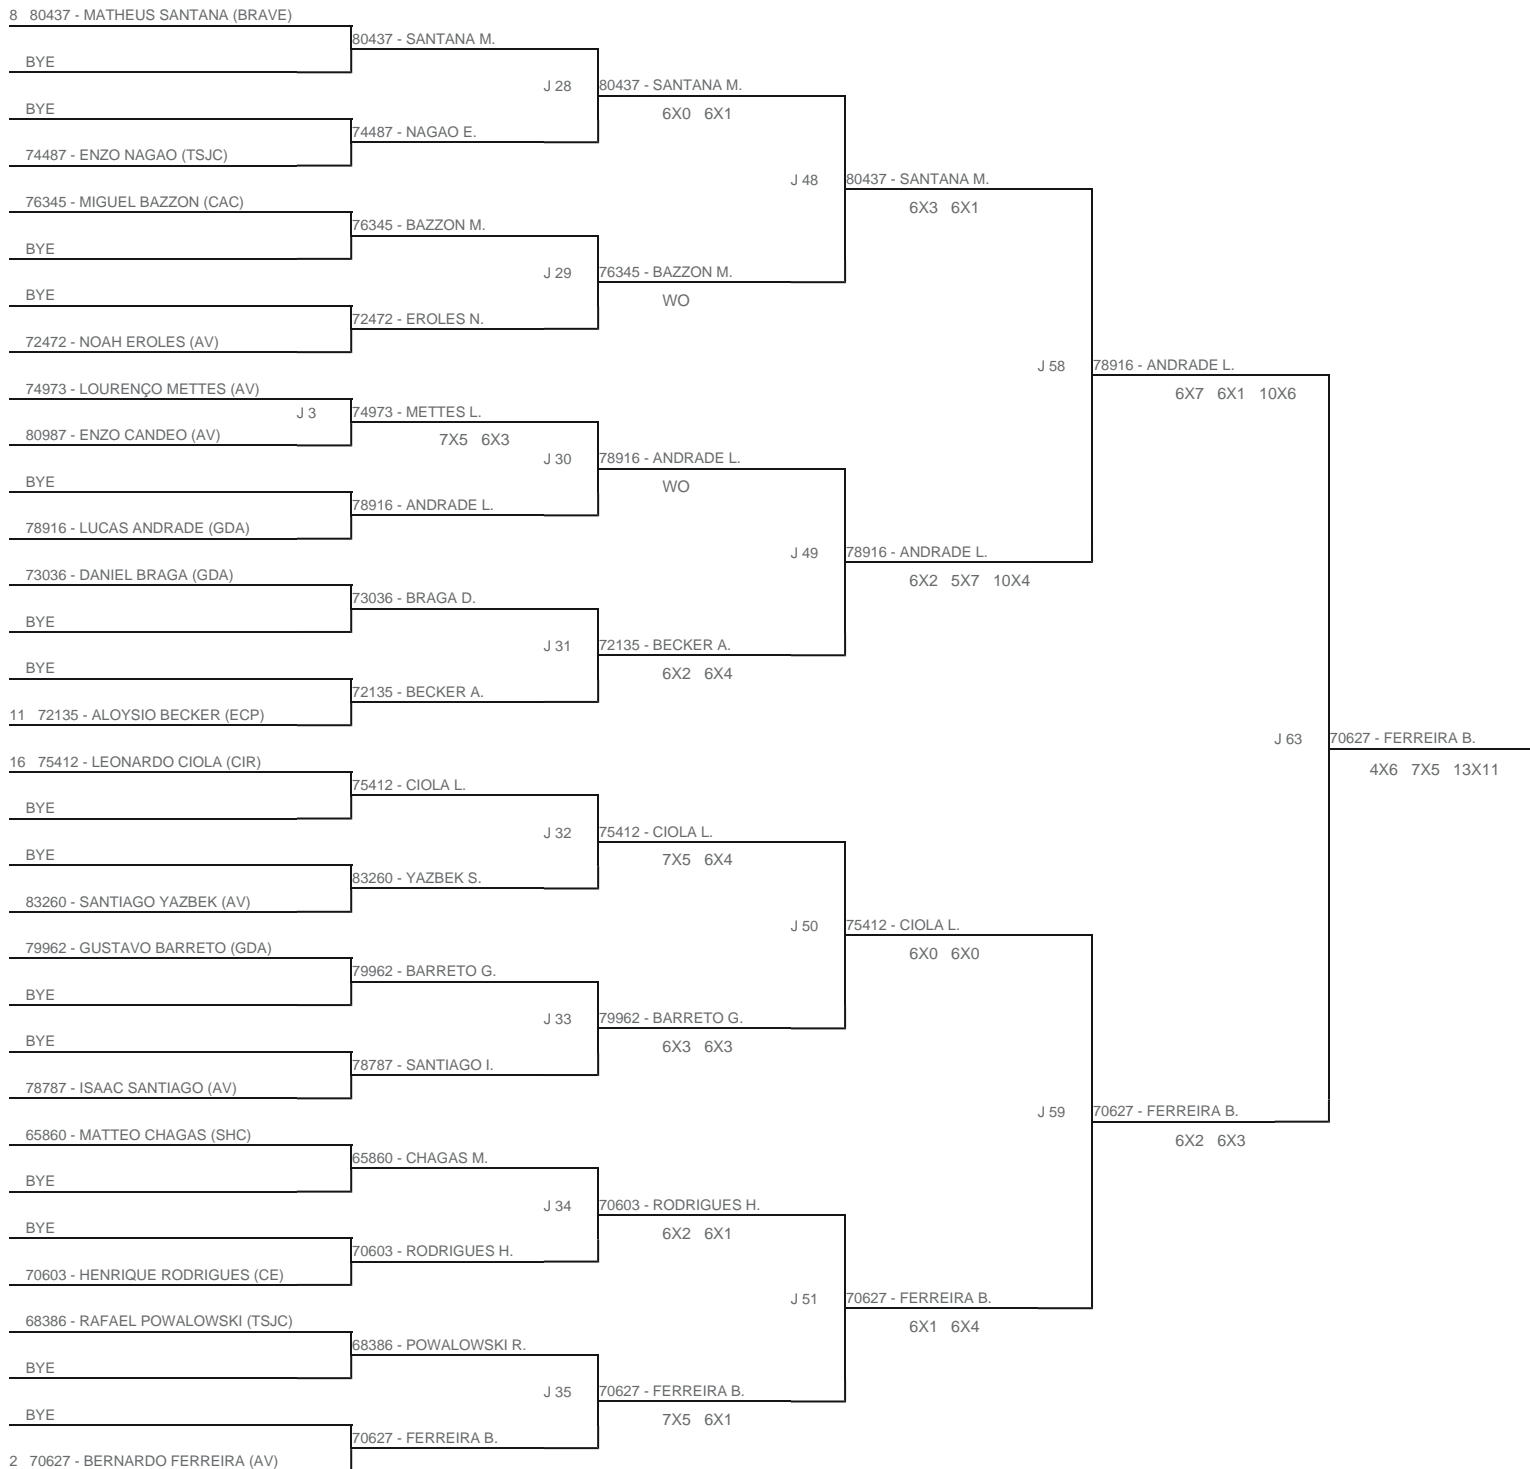 8 80437 - MATHEUS SANTANA (BRAVE)
80437 - SANTANA M.
BYE
J 28
80437 - SANTANA M.
6X0 6X1
BYE
74487 - NAGAO E.
74487 - ENZO NAGAO (TSJC)
J 48
80437 - SANTANA M.
6X3 6X1
76345 - MIGUEL BAZZON (CAC)
76345 - BAZZON M.
BYE
J 29
76345 - BAZZON M.
WO
BYE
72472 - EROLES N.
72472 - NOAH EROLES (AV)
J 58
78916 - ANDRADE L.
6X7 6X1 10X6
74973 - LOURENÇO METTES (AV)
J 3
74973 - METTES L.
7X5 6X3
80987 - ENZO CANDEO (AV)
J 30
78916 - ANDRADE L.
WO
BYE
78916 - ANDRADE L.
78916 - LUCAS ANDRADE (GDA)
J 49
78916 - ANDRADE L.
6X2 5X7 10X4
73036 - DANIEL BRAGA (GDA)
73036 - BRAGA D.
BYE
J 31
72135 - BECKER A.
6X2 6X4
BYE
72135 - BECKER A.
11 72135 - ALOYSIO BECKER (ECP)
J 63
70627 - FERREIRA B.
4X6 7X5 13X11
16 75412 - LEONARDO CIOLA (CIR)
75412 - CIOLA L.
BYE
J 32
75412 - CIOLA L.
7X5 6X4
BYE
83260 - YAZBEK S.
83260 - SANTIAGO YAZBEK (AV)
J 50
75412 - CIOLA L.
6X0 6X0
79962 - GUSTAVO BARRETO (GDA)
79962 - BARRETO G.
BYE
J 33
79962 - BARRETO G.
6X3 6X3
BYE
78787 - SANTIAGO I.
78787 - ISAAC SANTIAGO (AV)
J 59
70627 - FERREIRA B.
6X2 6X3
65860 - MATTEO CHAGAS (SHC)
65860 - CHAGAS M.
BYE
J 34
70603 - RODRIGUES H.
6X2 6X1
BYE
70603 - RODRIGUES H.
70603 - HENRIQUE RODRIGUES (CE)
J 51
70627 - FERREIRA B.
6X1 6X4
68386 - RAFAEL POWALOWSKI (TSJC)
68386 - POWALOWSKI R.
BYE
J 35
70627 - FERREIRA B.
7X5 6X1
BYE
70627 - FERREIRA B.
2 70627 - BERNARDO FERREIRA (AV)